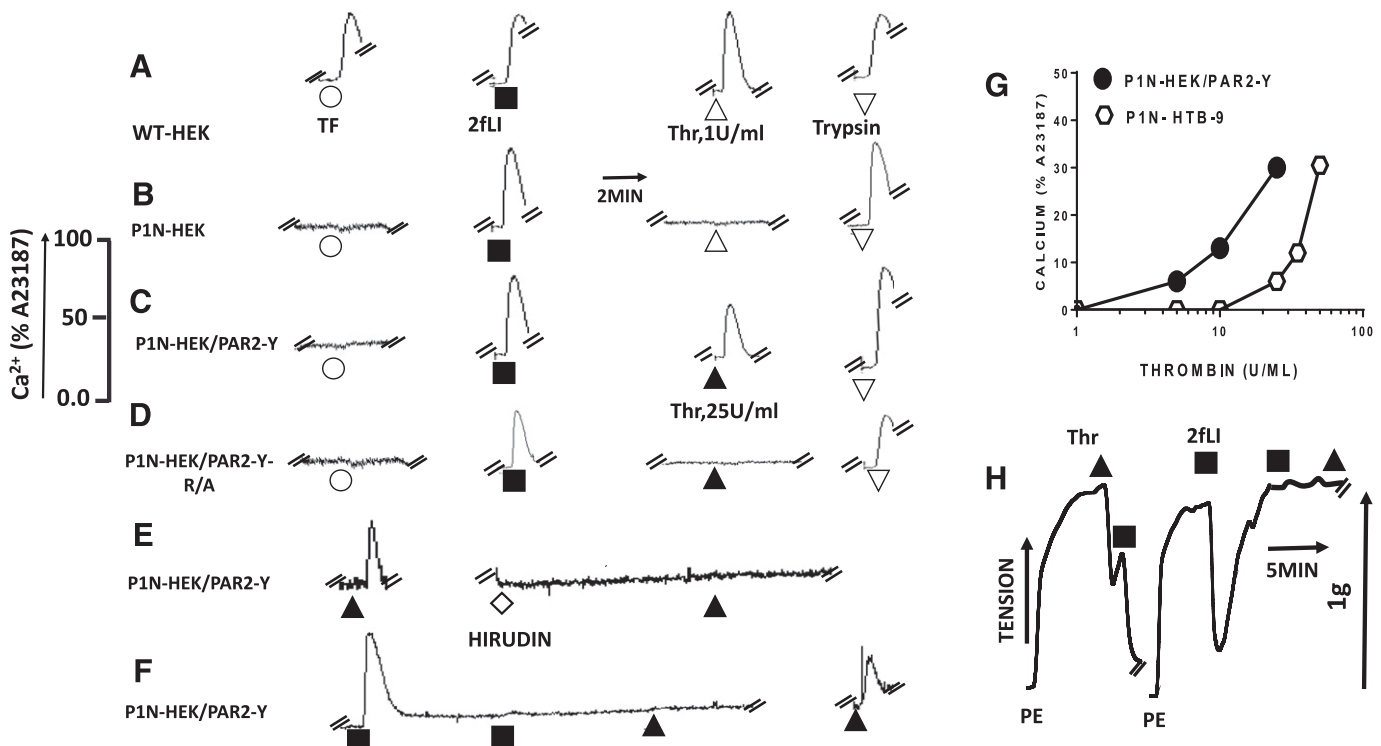 A
TF
2fLI
Thr,1U/ml
Trypsin
WT-HEK
B
P1N-HEK
2MIN
Ca²⁺ (% A23187)
100
50
0.0
C
P1N-HEK/PAR2-Y
Thr,25U/ml
D
P1N-HEK/PAR2-Y-
R/A
E
P1N-HEK/PAR2-Y
HIRUDIN
F
P1N-HEK/PAR2-Y
G
P1N-HEK/PAR2-Y
P1N- HTB-9
CALCIUM (% A23187)
50
40
30
20
10
0
1
10
100
THROMBIN (U/ML)
H
Thr
2fLI
TENSION
5MIN
1g
PE
PE